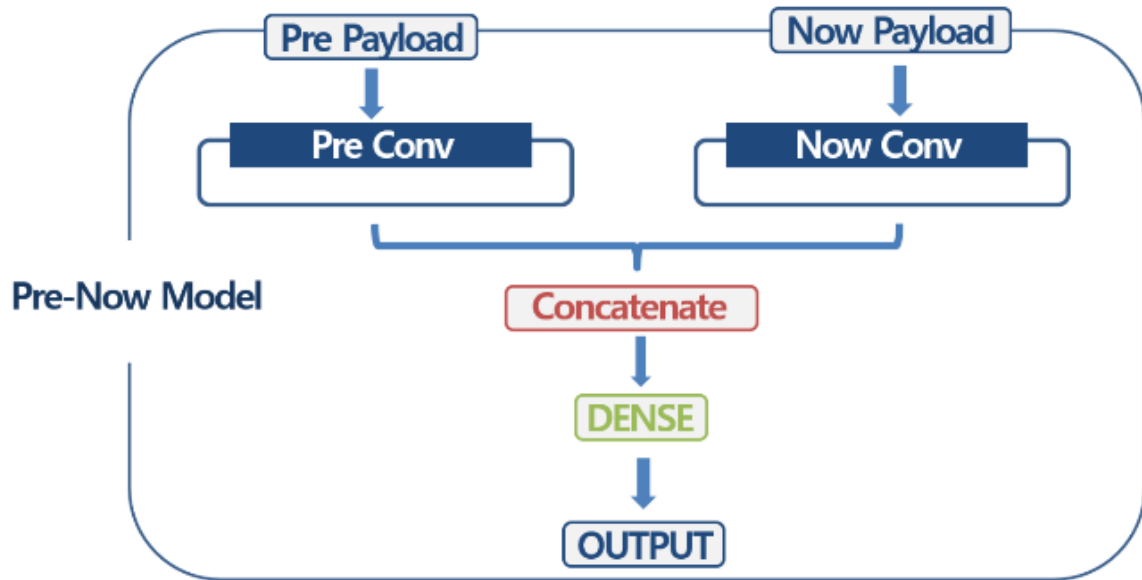 Pre Payload
Now Payload
Pre Conv
Now Conv
Pre-Now Model
Concatenate
DENSE
OUTPUT